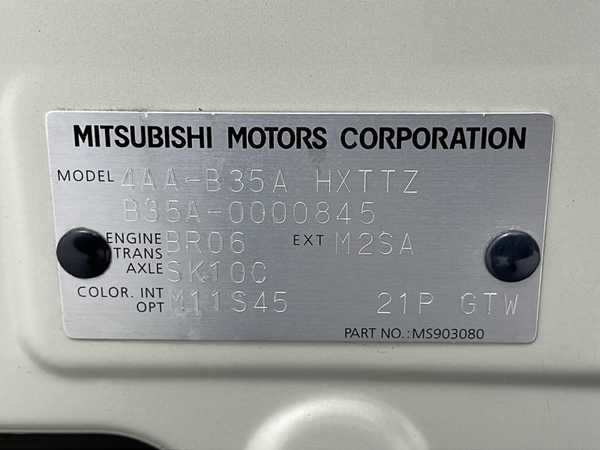 MITSUBISHI MOTORS CORPORATION
MODEL 4AA-B35A HXTTZ
B35A-0000845
ENGINE BR06 EXT M2SA
TRANS
AXLE SK10C
COLOR. INT M11S45 21P GTW
OPT
PART NO.:MS903080